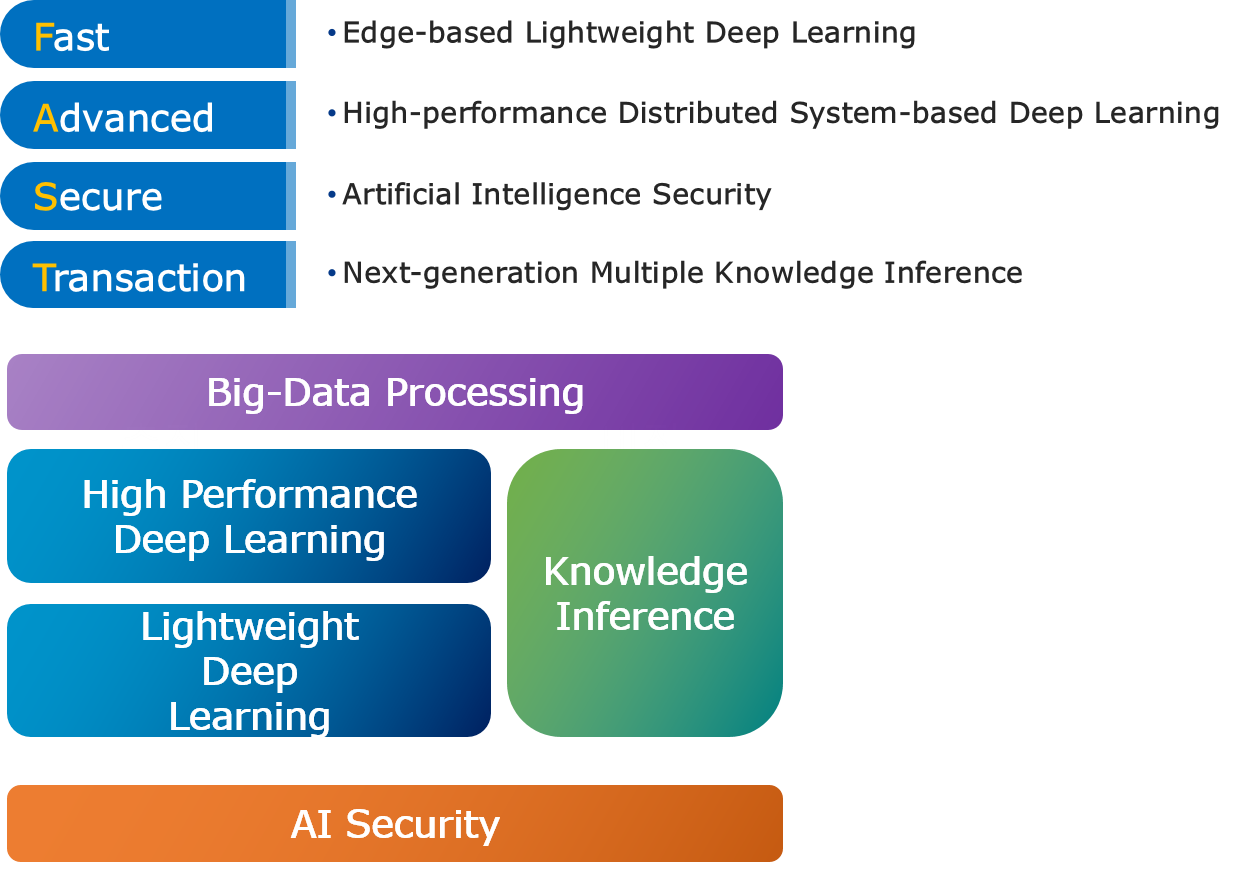 Fast
• Edge-based Lightweight Deep Learning
Advanced
• High-performance Distributed System-based Deep Learning
Secure
• Artificial Intelligence Security
Transaction
• Next-generation Multiple Knowledge Inference
Big-Data Processing
High Performance
Deep Learning
Lightweight
Deep
Learning
Knowledge
Inference
AI Security